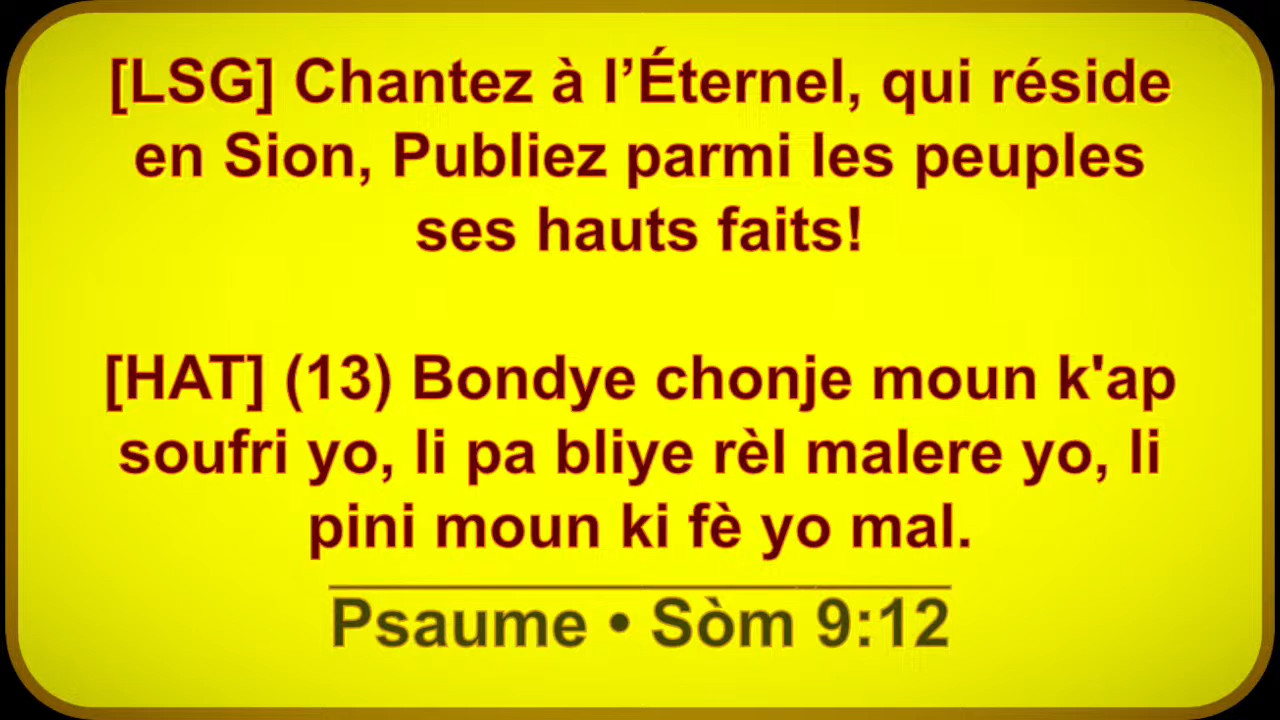 [LSG] Chantez à l’Éternel, qui réside
en Sion, Publiez parmi les peuples
ses hauts faits!
[HAT] (13) Bondye chonje moun k'ap
soufri yo, li pa bliye rèl malere yo, li
pini moun ki fè yo mal.
Psaume • Sòm 9:12